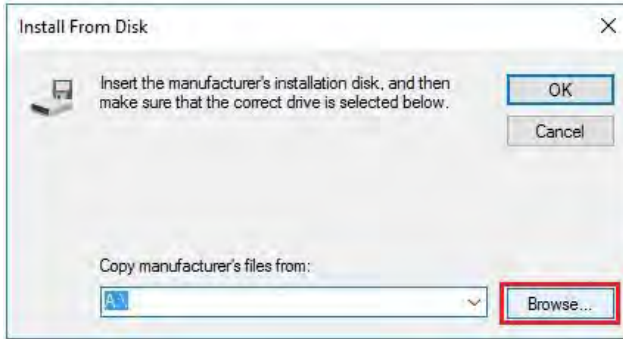 Install From Disk
Insert the manufacturer's installation disk, and then
make sure that the correct drive is selected below.
OK
Cancel
Copy manufacturer's files from:
A:\
Browse...